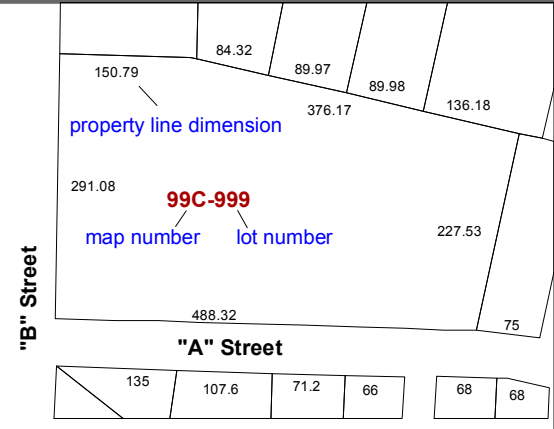 84.32
89.97
89.98
136.18
150.79
376.17
property line dimension
291.08
99C-999
map number
lot number
227.53
"B" Street
488.32
75
"A" Street
135
107.6
71.2
66
68
68